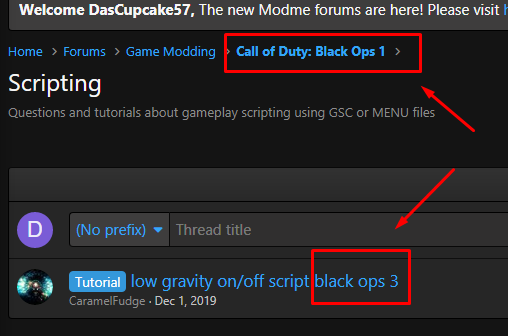 Welcome DasCupcake57, The new Modme forums are here! Please visit
Home > Forums > Game Modding > Call of Duty: Black Ops 1 >
Scripting
Questions and tutorials about gameplay scripting using GSC or MENU files
D
(No prefix) Thread title
Tutorial low gravity on/off script black ops 3
CaramelFudge · Dec 1, 2019